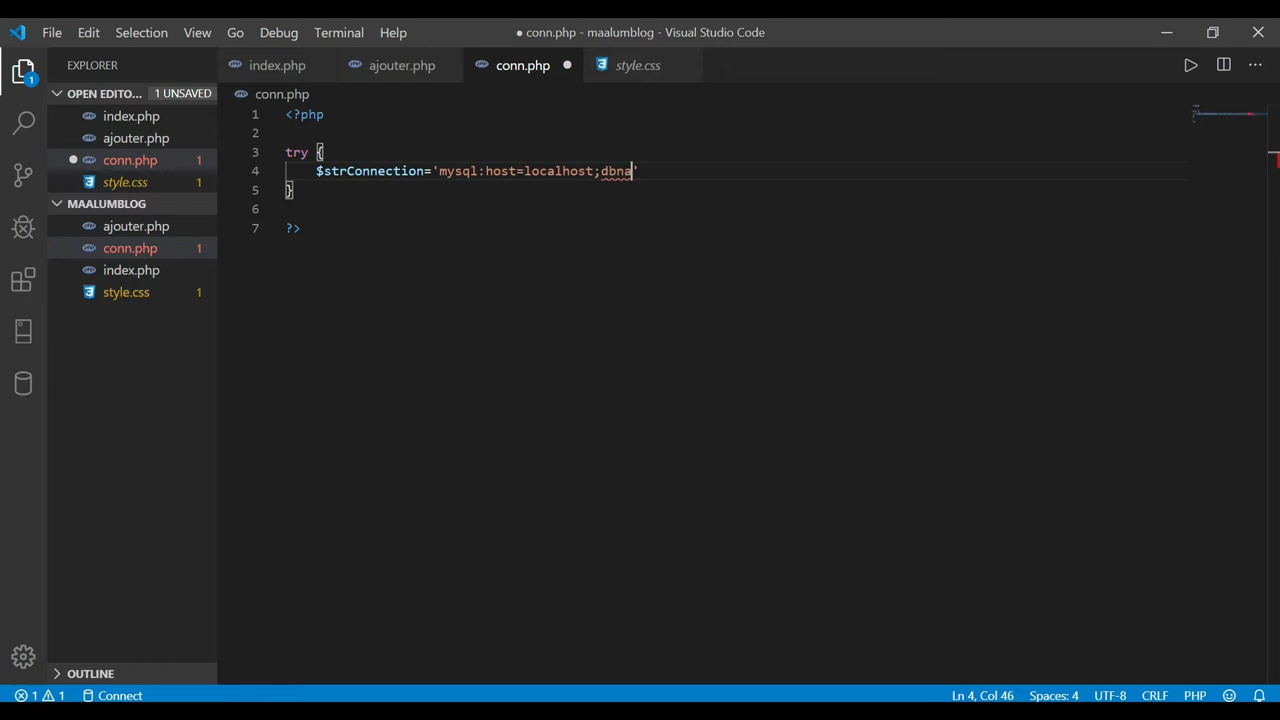 File Edit Selection View Go Debug Terminal Help
● conn.php - maalumblog - Visual Studio Code
EXPLORER
OPEN EDITO... 1 UNSAVED
index.php
ajouter.php
conn.php 1
style.css 1
MAALUMBLOG
ajouter.php
conn.php 1
index.php
style.css 1
OUTLINE
1
index.php ajouter.php conn.php style.css
conn.php
1 <?php
2
3 try {
4 $strConnection='mysql:host=localhost;dbna'
5 }
6
7 ?>
1 1 Connect
Ln 4, Col 46 Spaces: 4 UTF-8 CRLF PHP